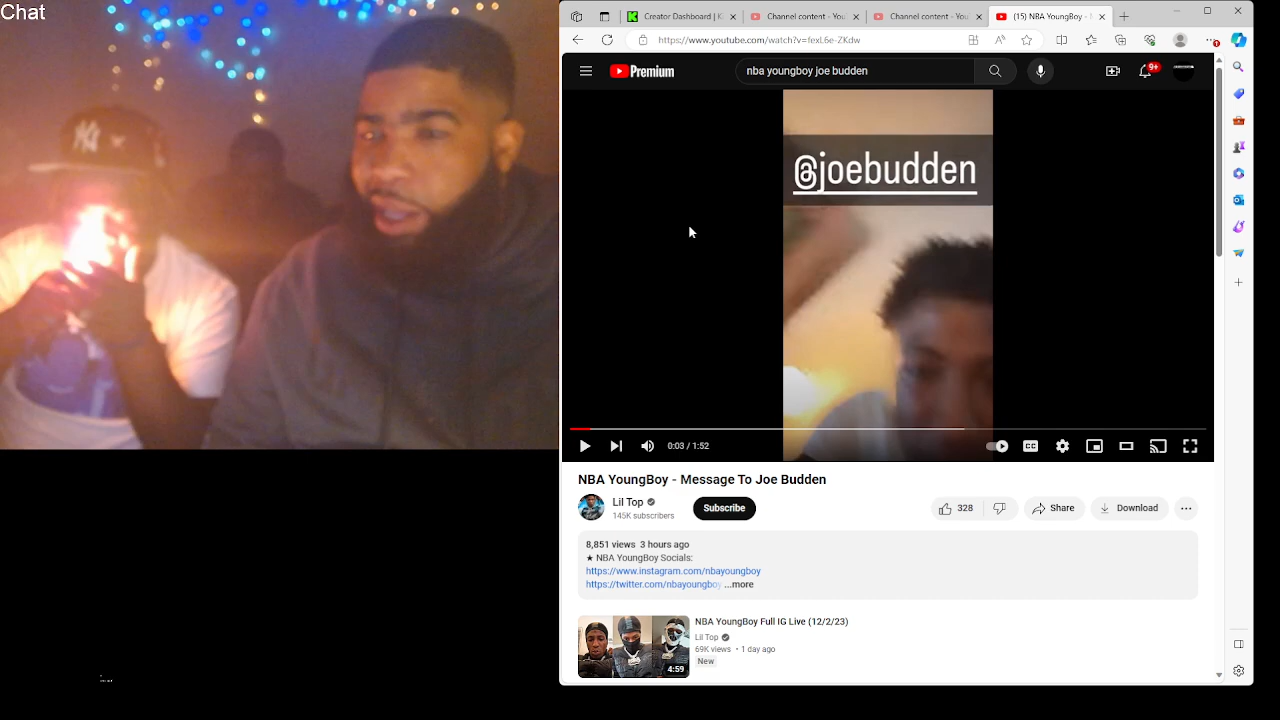 Chat
NY
Creator Dashboard | K
Channel content - You
Channel content - You
(15) NBA YoungBoy -
https://www.youtube.com/watch?v=fexL6e-ZKdw
Premium
nba youngboy joe budden
9+
@joebudden
0:03 / 1:52
CC
NBA YoungBoy - Message To Joe Budden
Lil Top
145K subscribers
Subscribe
328
Share
Download
8,851 views 3 hours ago
★ NBA YoungBoy Socials:
https://www.instagram.com/nbayoungboy
https://twitter.com/nbayoungboy ...more
4:59
NBA YoungBoy Full IG Live (12/2/23)
Lil Top
69K views • 1 day ago
New